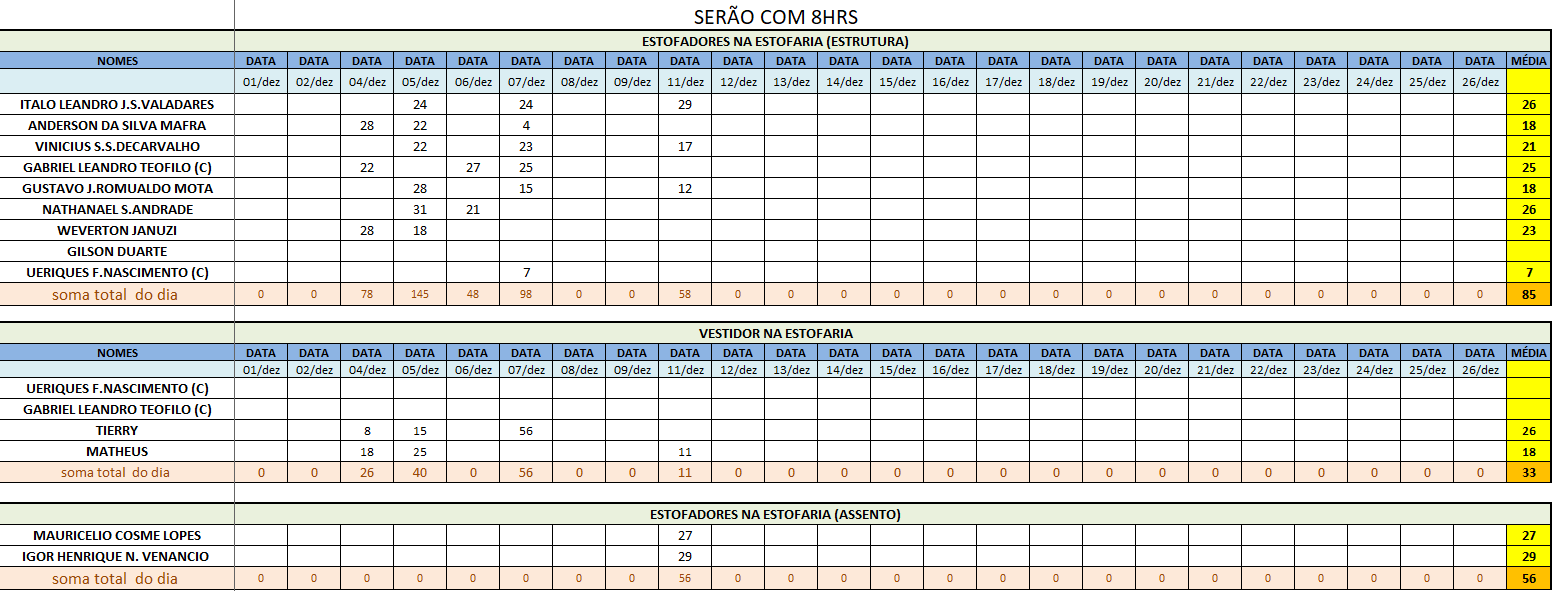 SERÃO COM 8HRS
ESTOFADORES NA ESTOFARIA (ESTRUTURA)
NOMES DATA DATA DATA DATA DATA DATA DATA DATA DATA DATA DATA DATA DATA DATA DATA DATA DATA DATA DATA DATA DATA DATA DATA DATA MÉDIA
01/dez 02/dez 04/dez 05/dez 06/dez 07/dez 08/dez 09/dez 11/dez 12/dez 13/dez 14/dez 15/dez 16/dez 17/dez 18/dez 19/dez 20/dez 21/dez 22/dez 23/dez 24/dez 25/dez 26/dez
ITALO LEANDRO J.S.VALADARES 24 24 29 26
ANDERSON DA SILVA MAFRA 28 22 4 18
VINICIUS S.S.DECARVALHO 22 23 17 21
GABRIEL LEANDRO TEOFILO (C) 22 27 25 25
GUSTAVO J.ROMUALDO MOTA 28 15 12 18
NATHANAEL S.ANDRADE 31 21 26
WEVERTON JANUZI 28 18 23
GILSON DUARTE
UERIQUES F.NASCIMENTO (C) 7 7
soma total do dia 0 0 78 145 48 98 0 0 58 0 0 0 0 0 0 0 0 0 0 0 0 0 0 0 85
VESTIDOR NA ESTOFARIA
NOMES DATA DATA DATA DATA DATA DATA DATA DATA DATA DATA DATA DATA DATA DATA DATA DATA DATA DATA DATA DATA DATA DATA DATA DATA MÉDIA
01/dez 02/dez 04/dez 05/dez 06/dez 07/dez 08/dez 09/dez 11/dez 12/dez 13/dez 14/dez 15/dez 16/dez 17/dez 18/dez 19/dez 20/dez 21/dez 22/dez 23/dez 24/dez 25/dez 26/dez
UERIQUES F.NASCIMENTO (C)
GABRIEL LEANDRO TEOFILO (C)
TIERRY 8 15 56 26
MATHEUS 18 25 11 18
soma total do dia 0 0 26 40 0 56 0 0 11 0 0 0 0 0 0 0 0 0 0 0 0 0 0 0 33
ESTOFADORES NA ESTOFARIA (ASSENTO)
MAURICELIO COSME LOPES 27 27
IGOR HENRIQUE N. VENANCIO 29 29
soma total do dia 0 0 0 0 0 0 0 0 56 0 0 0 0 0 0 0 0 0 0 0 0 0 0 0 56